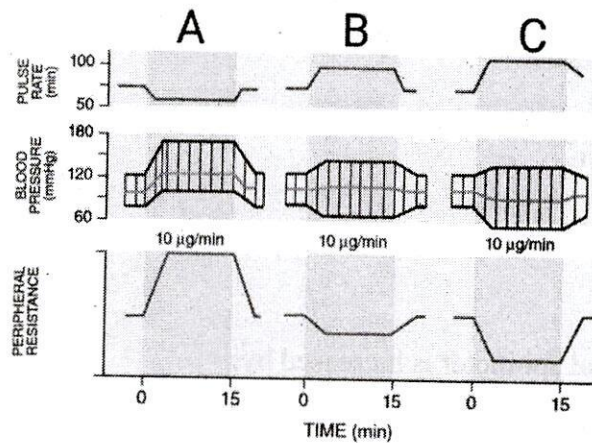 A B C
PULSE RATE (min)
100
50
BLOOD PRESSURE (mmHg)
180
120
60
10 µg/min 10 µg/min 10 µg/min
PERIPHERAL RESISTANCE
0 15 0 15 0 15
TIME (min)